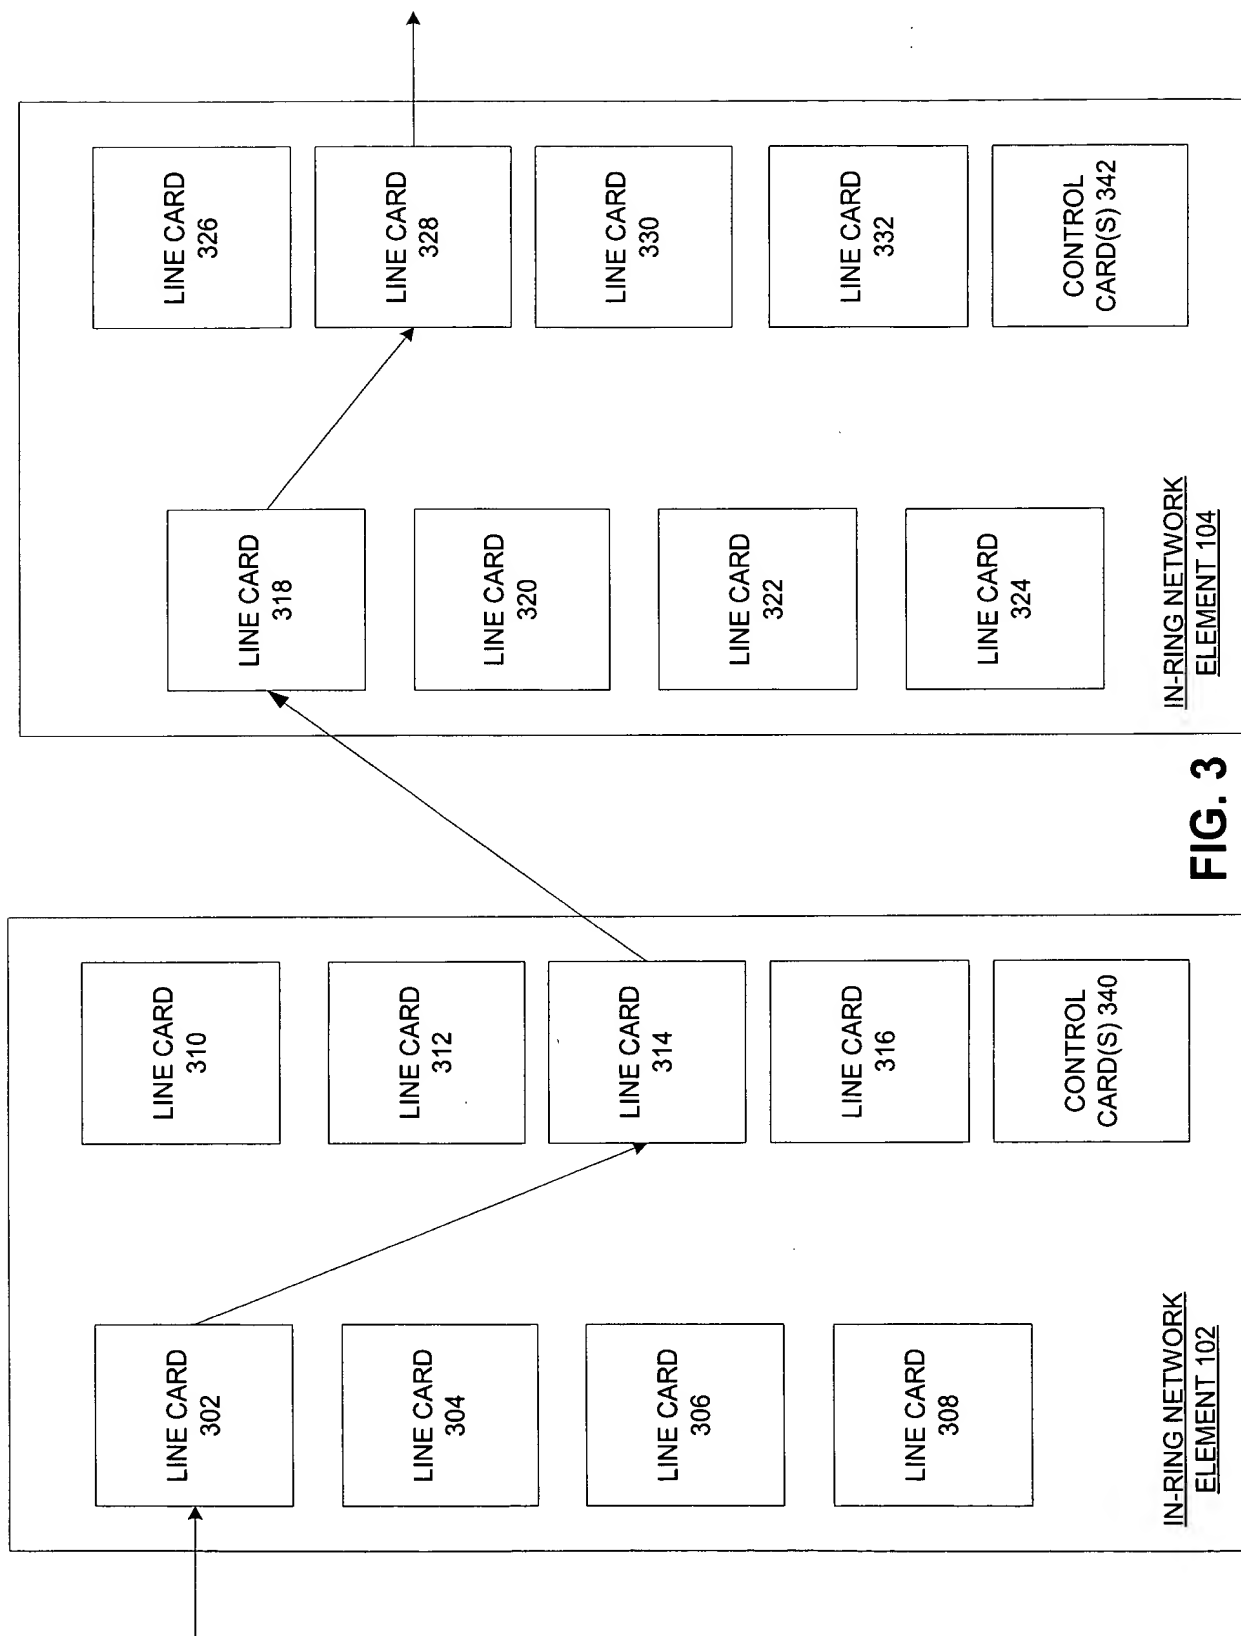 LINE CARD
302
LINE CARD
304
LINE CARD
306
LINE CARD
308
IN-RING NETWORK
ELEMENT 102
LINE CARD
310
LINE CARD
312
LINE CARD
314
LINE CARD
316
CONTROL
CARD(S) 340
LINE CARD
318
LINE CARD
320
LINE CARD
322
LINE CARD
324
IN-RING NETWORK
ELEMENT 104
LINE CARD
326
LINE CARD
328
LINE CARD
330
LINE CARD
332
CONTROL
CARD(S) 342
FIG. 3